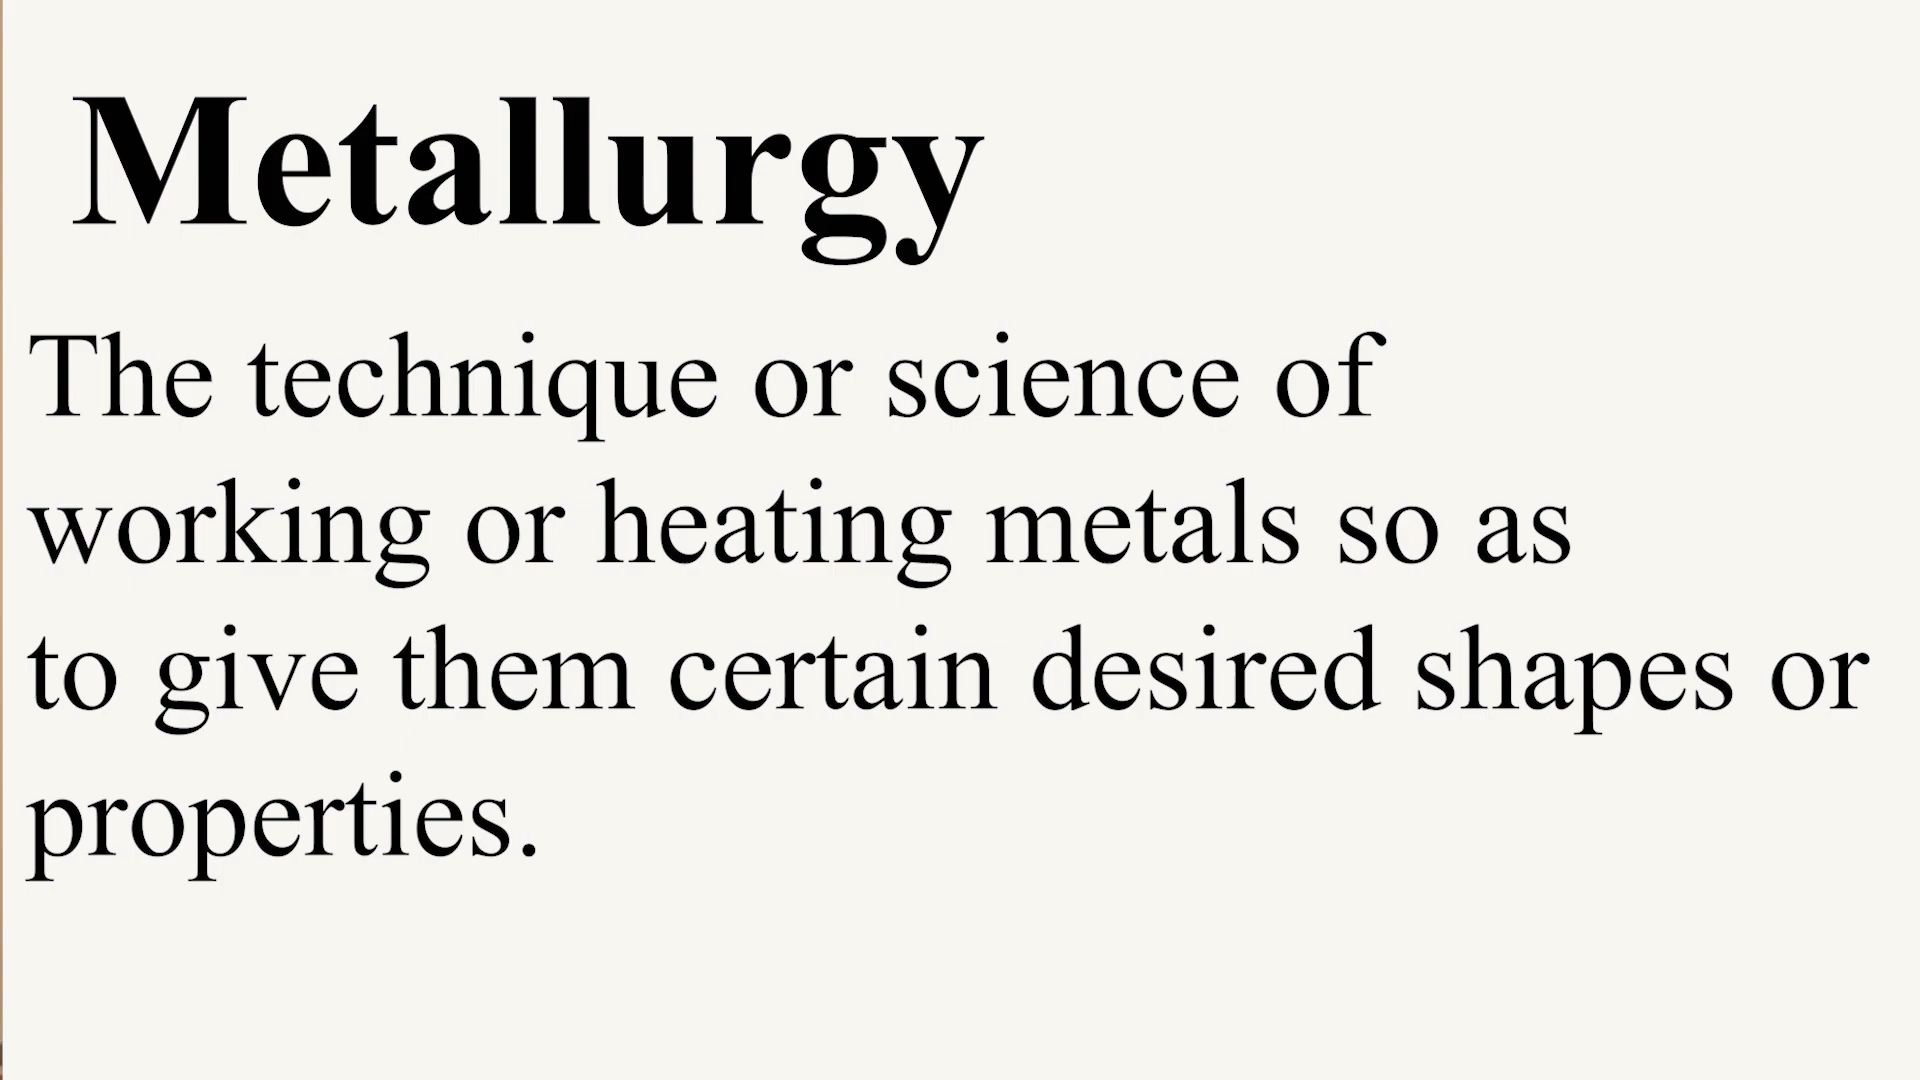 Metallurgy
The technique or science of
working or heating metals so as
to give them certain desired shapes or
properties.